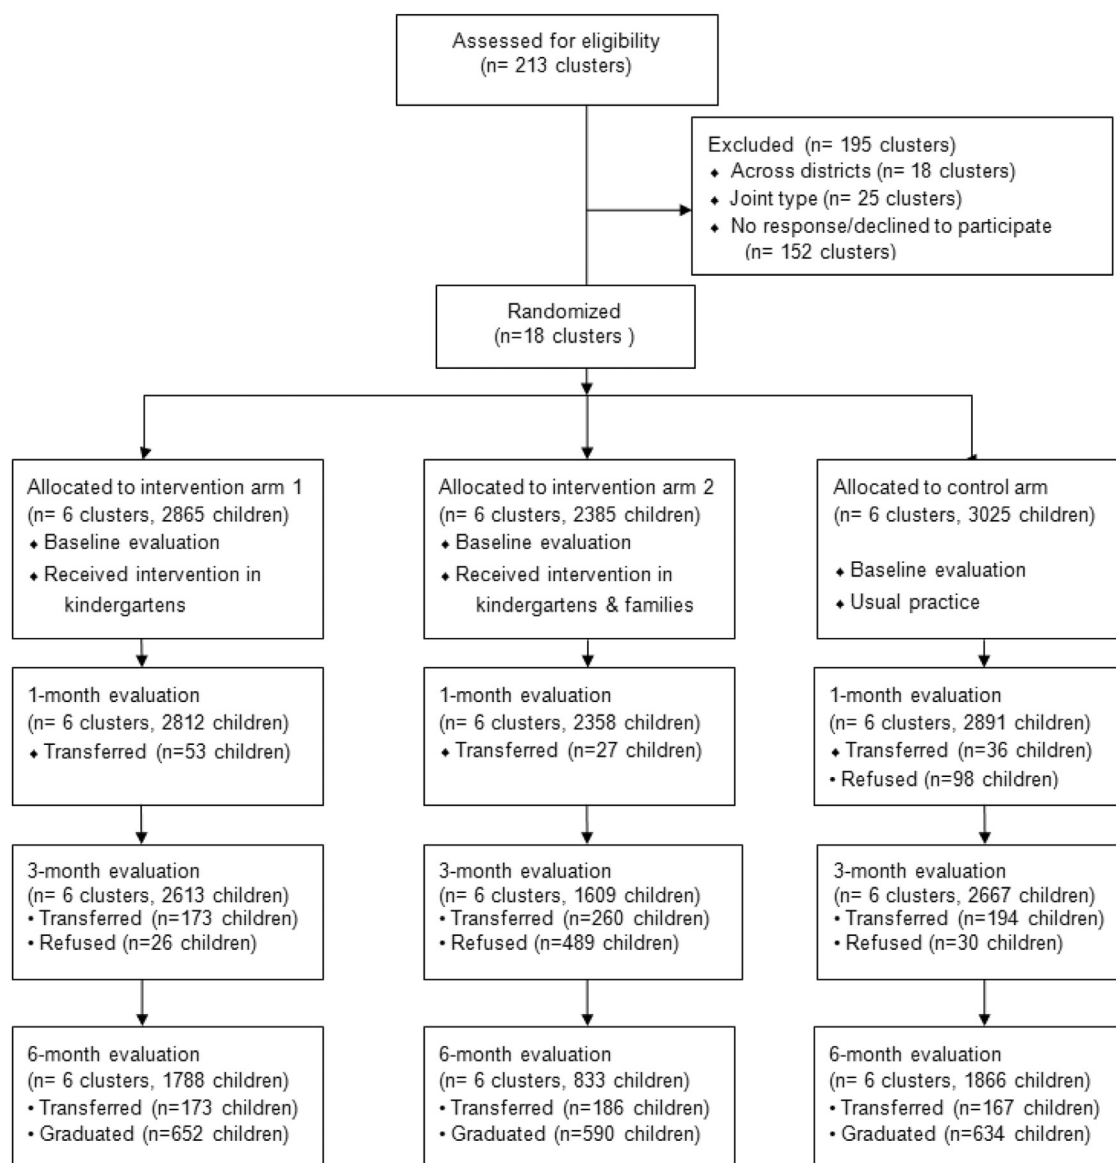 Assessed for eligibility
(n= 213 clusters)
Excluded (n= 195 clusters)
⬥ Across districts (n= 18 clusters)
⬥ Joint type (n= 25 clusters)
⬥ No response/declined to participate
(n= 152 clusters)
Randomized
(n=18 clusters )
Allocated to intervention arm 1
(n= 6 clusters, 2865 children)
⬥ Baseline evaluation
⬥ Received intervention in
kindergartens
Allocated to intervention arm 2
(n= 6 clusters, 2385 children)
⬥ Baseline evaluation
⬥ Received intervention in
kindergartens & families
Allocated to control arm
(n= 6 clusters, 3025 children)
⬥ Baseline evaluation
⬥ Usual practice
1-month evaluation
(n= 6 clusters, 2812 children)
⬥ Transferred (n=53 children)
1-month evaluation
(n= 6 clusters, 2358 children)
⬥ Transferred (n=27 children)
1-month evaluation
(n= 6 clusters, 2891 children)
⬥ Transferred (n=36 children)
• Refused (n=98 children)
3-month evaluation
(n= 6 clusters, 2613 children)
• Transferred (n=173 children)
• Refused (n=26 children)
3-month evaluation
(n= 6 clusters, 1609 children)
• Transferred (n=260 children)
• Refused (n=489 children)
3-month evaluation
(n= 6 clusters, 2667 children)
• Transferred (n=194 children)
• Refused (n=30 children)
6-month evaluation
(n= 6 clusters, 1788 children)
• Transferred (n=173 children)
• Graduated (n=652 children)
6-month evaluation
(n= 6 clusters, 833 children)
• Transferred (n=186 children)
• Graduated (n=590 children)
6-month evaluation
(n= 6 clusters, 1866 children)
• Transferred (n=167 children)
• Graduated (n=634 children)